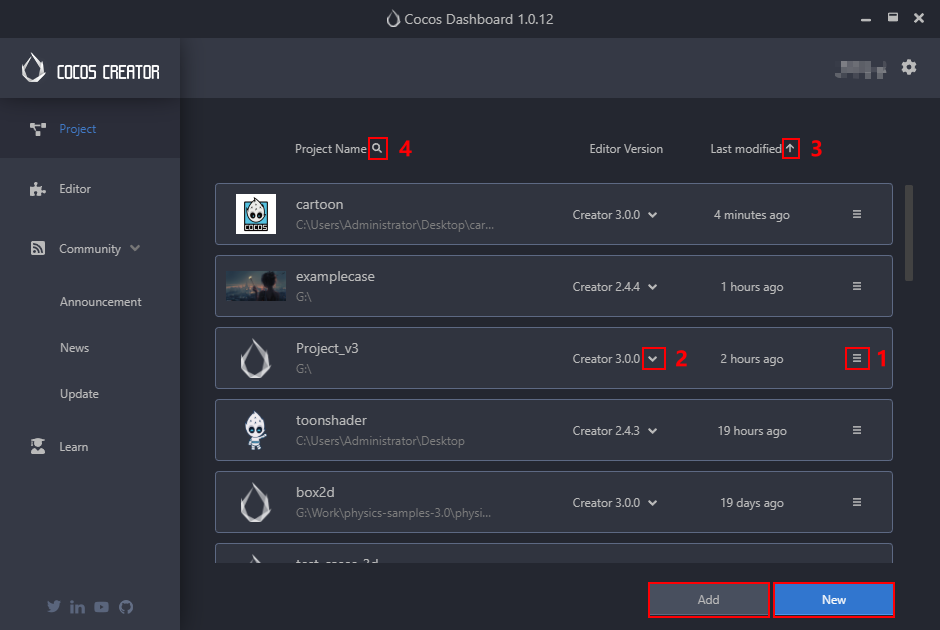 Cocos Dashboard 1.0.12
COCOS CREATOR
Project
Editor
Community
Announcement
News
Update
Learn
Project Name 4 Editor Version Last modified 3
cartoon
C:\Users\Administrator\Desktop\car...
Creator 3.0.0 4 minutes ago
COCOS
examplecase
G:\
Creator 2.4.4 1 hours ago
Project_v3
G:\
Creator 3.0.0 2 2 hours ago 1
toonshader
C:\Users\Administrator\Desktop
Creator 2.4.3 19 hours ago
box2d
G:\Work\physics-samples-3.0\physi...
Creator 3.0.0 19 days ago
Add New